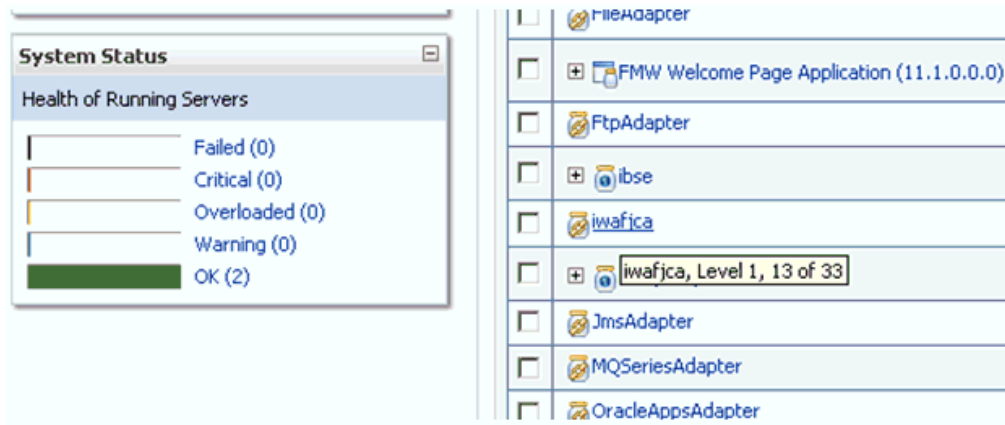 System Status
Health of Running Servers
Failed (0)
Critical (0)
Overloaded (0)
Warning (0)
OK (2)
FileAdapter
FMW Welcome Page Application (11.1.0.0.0)
FtpAdapter
ibse
iwafjca
iwafjca, Level 1, 13 of 33
JmsAdapter
MQSeriesAdapter
OracleAppsAdapter